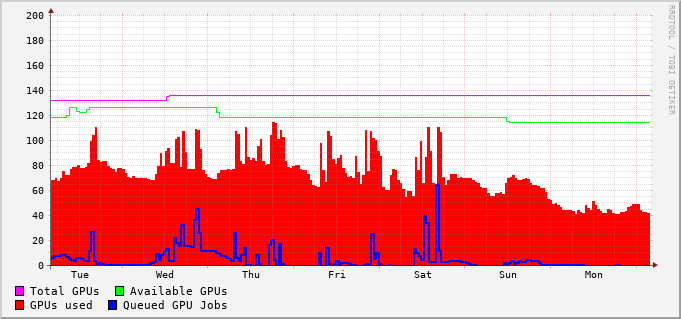 200
180
160
140
120
100
80
60
40
20
0
Tue Wed Thu Fri Sat Sun Mon
Total GPUs Available GPUs
GPUs used Queued GPU Jobs
RRDTOOL / TOBI OETIKER